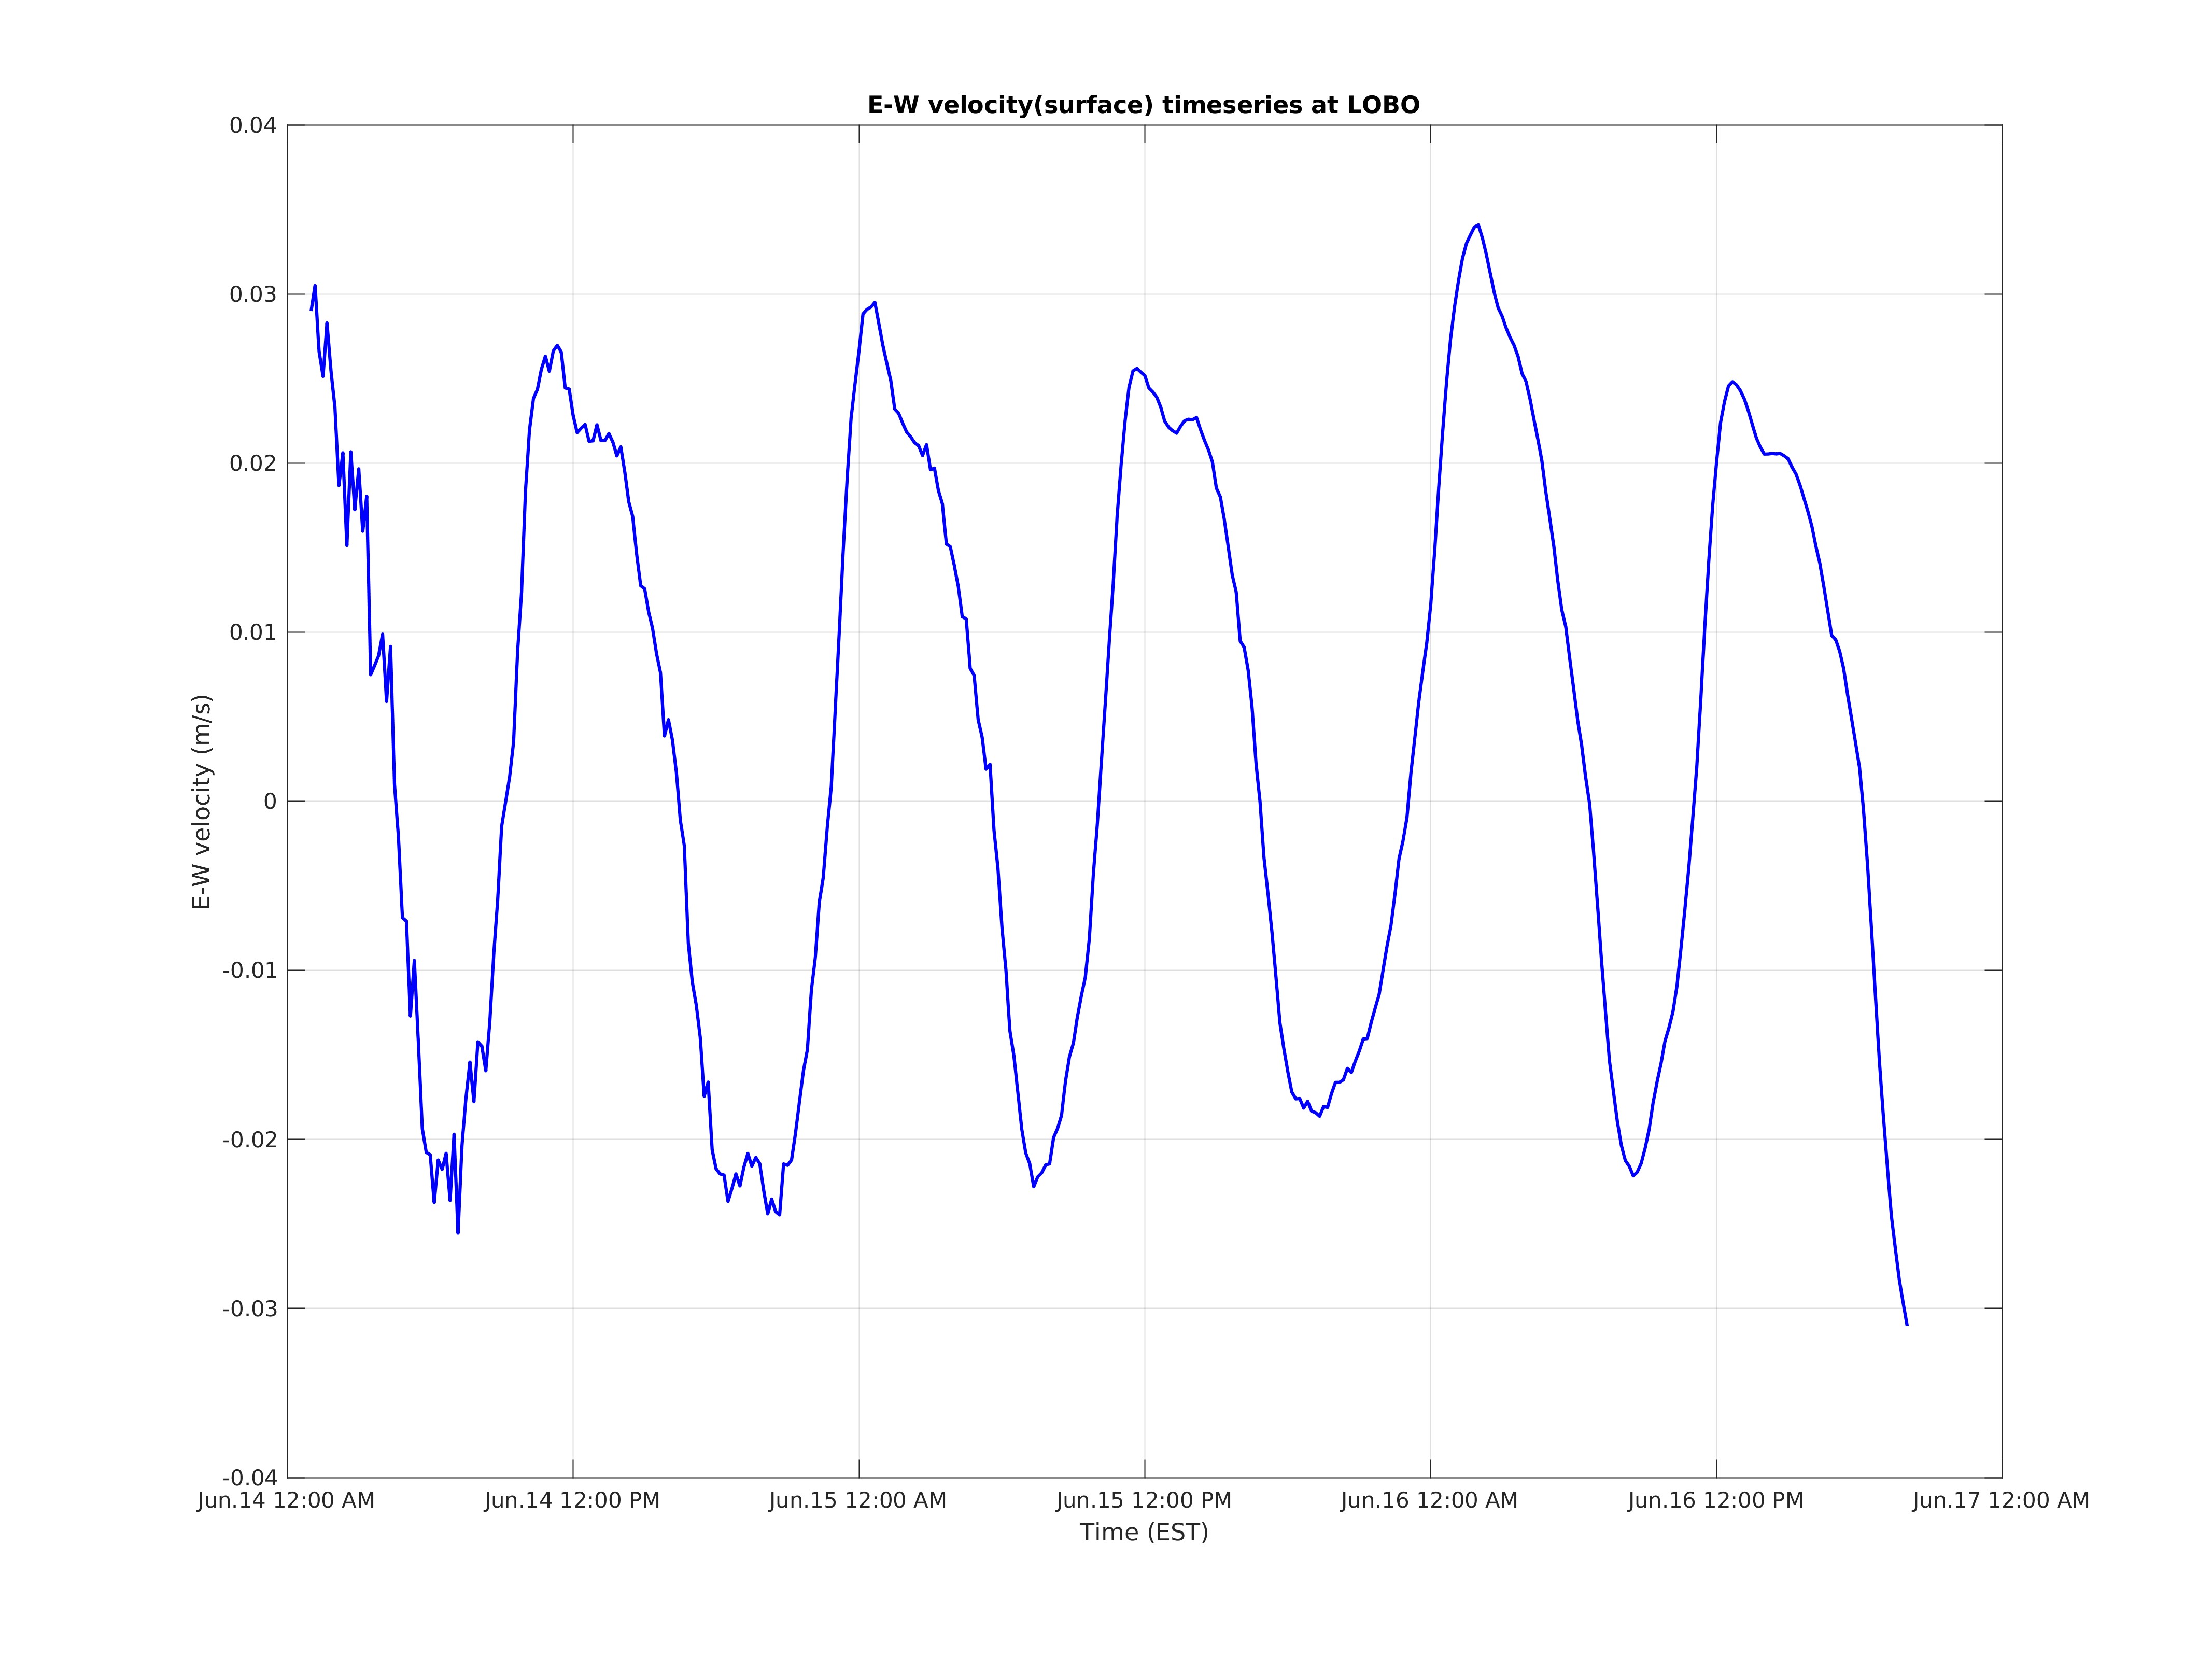 E-W velocity(surface) timeseries at LOBO
0.04
0.03
0.02
0.01
0
-0.01
-0.02
-0.03
-0.04
E-W velocity (m/s)
Jun.14 12:00 AM Jun.14 12:00 PM Jun.15 12:00 AM Jun.15 12:00 PM Jun.16 12:00 AM Jun.16 12:00 PM Jun.17 12:00 AM
Time (EST)